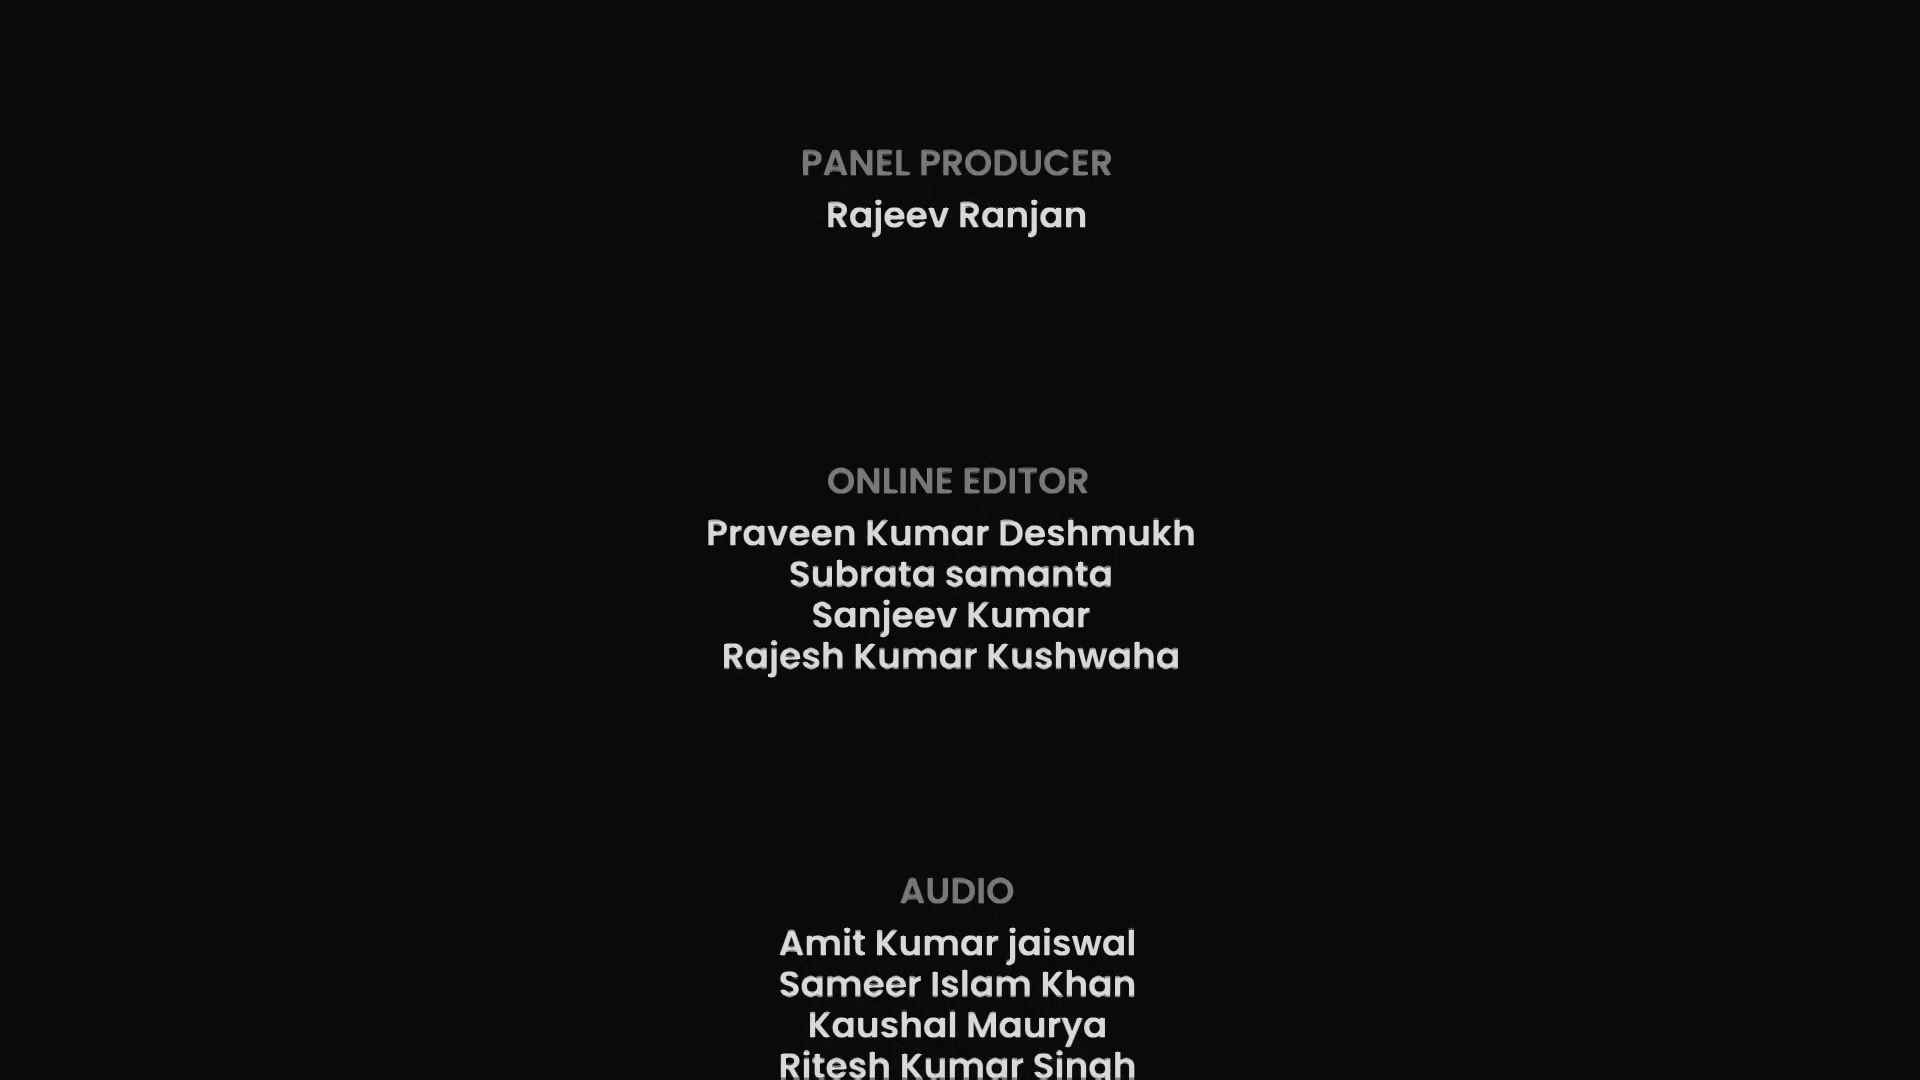 PANEL PRODUCER
Rajeev Ranjan
ONLINE EDITOR
Praveen Kumar Deshmukh
Subrata samanta
Sanjeev Kumar
Rajesh Kumar Kushwaha
AUDIO
Amit Kumar jaiswal
Sameer Islam Khan
Kaushal Maurya
Ritesh Kumar Singh